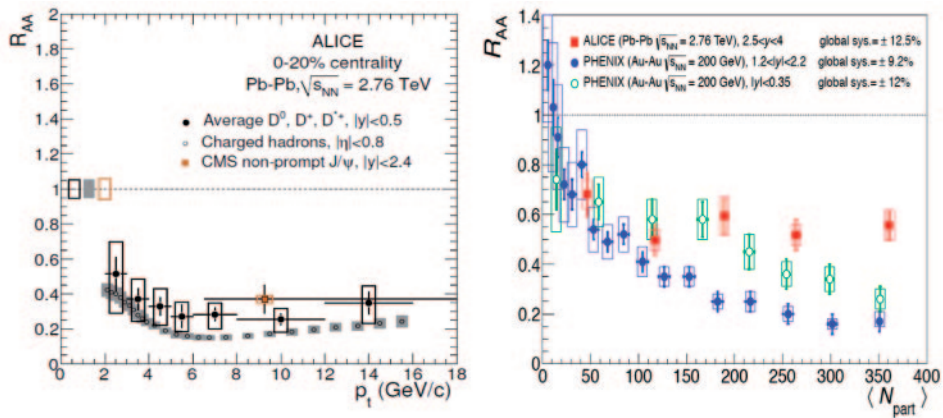 R_AA
2
1.8
1.6
1.4
1.2
1
0.8
0.6
0.4
0.2
0
ALICE
0-20% centrality
Pb-Pb, √s_NN = 2.76 TeV
Average D⁰, D⁺, D*⁺, |y|<0.5
Charged hadrons, |η|<0.8
CMS non-prompt J/ψ, |y|<2.4
0 2 4 6 8 10 12 14 16 18
p_t (GeV/c)
R_AA
1.4
1.2
1.0
0.8
0.6
0.4
0.2
0.0
ALICE (Pb-Pb √s_NN = 2.76 TeV), 2.5<y<4 global sys.= ± 12.5%
PHENIX (Au-Au √s_NN = 200 GeV), 1.2<|y|<2.2 global sys.= ± 9.2%
PHENIX (Au-Au √s_NN = 200 GeV), |y|<0.35 global sys.= ± 12%
0 50 100 150 200 250 300 350 400
⟨N_part⟩